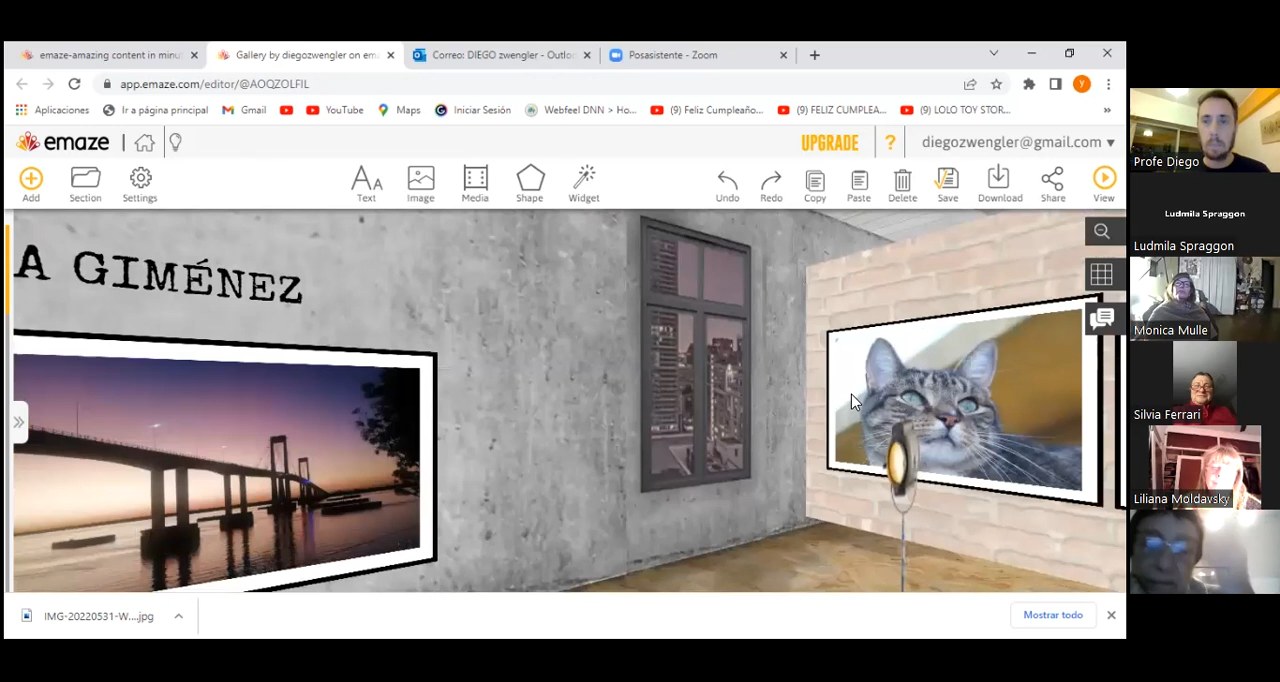 emaze-amazing content in minut
Gallery by diegozwengler on ema
Correo: DIEGO zwengler - Outloo
Posasistente - Zoom
app.emaze.com/editor/@AOQZOLFIL
Aplicaciones
Ir a página principal
Gmail
YouTube
Maps
Iniciar Sesión
Webfeel DNN > Ho...
(9) Feliz Cumpleaño...
(9) FELIZ CUMPLEA...
(9) LOLO TOY STOR...
»
y
emaze
UPGRADE
?
diegozwengler@gmail.com
Add
Section
Settings
Text
Image
Media
Shape
Widget
Undo
Redo
Copy
Paste
Delete
Save
Download
Share
View
A GIMÉNEZ
IMG-20220531-W....jpg
Mostrar todo
Profe Diego
Ludmila Spraggon
Ludmila Spraggon
Monica Mulle
Silvia Ferrari
Liliana Moldavsky